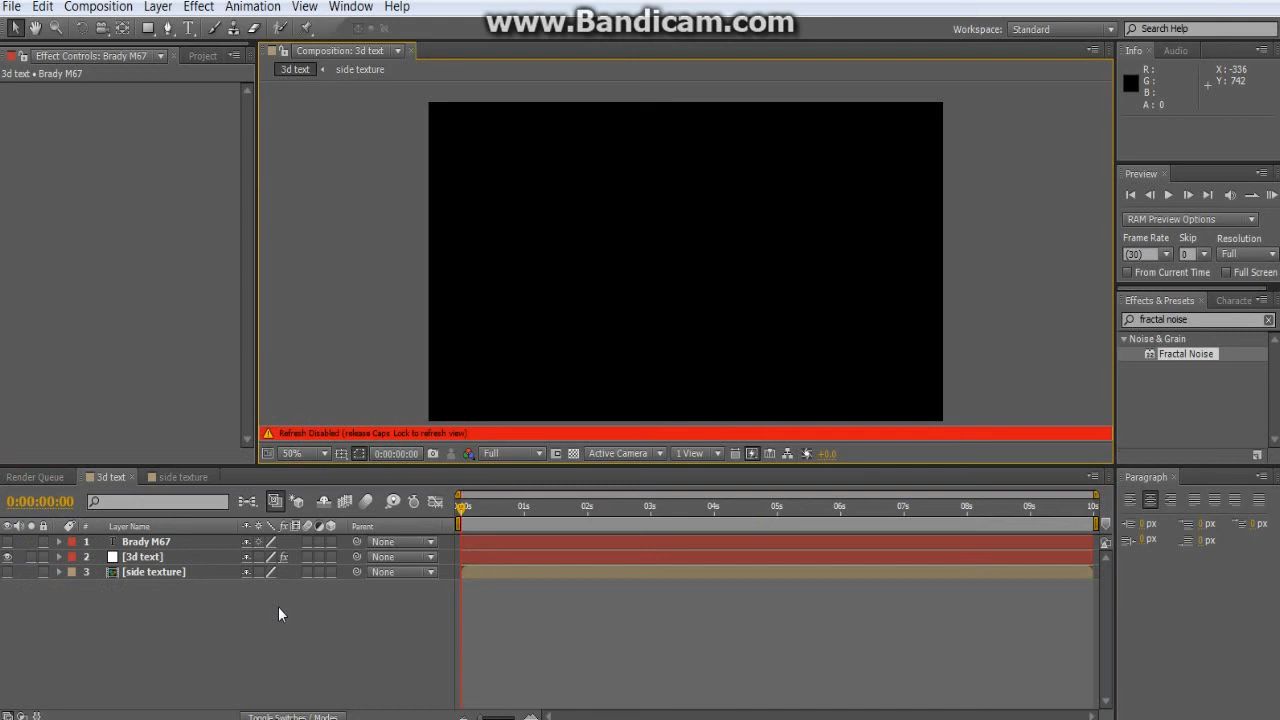 www.Bandicam.com
File Edit Composition Layer Effect Animation View Window Help
Workspace: Standard Search Help
Effect Controls: Brady M67 Project
3d text • Brady M67
Composition: 3d text
3d text side texture
Info Audio
R: X: -336
G: Y: 742
B:
A: 0
Preview
RAM Preview Options
Frame Rate Skip Resolution
(30) 0 Full
From Current Time Full Screen
Effects & Presets Characte
fractal noise
Noise & Grain
Fractal Noise
Refresh Disabled (release Caps Lock to refresh view)
50% 0:00:00:00 Full Active Camera 1 View +0.0
Render Queue 3d text side texture
Paragraph
0:00:00:00
0 px 0 px 0 px
0 px 0 px
01s 02s 03s 04s 05s 06s 07s 08s 09s 10s
# Layer Name Parent
1 T Brady M67 None
2 [3d text] fx None
3 [side texture] None
Toggle Switches / Modes